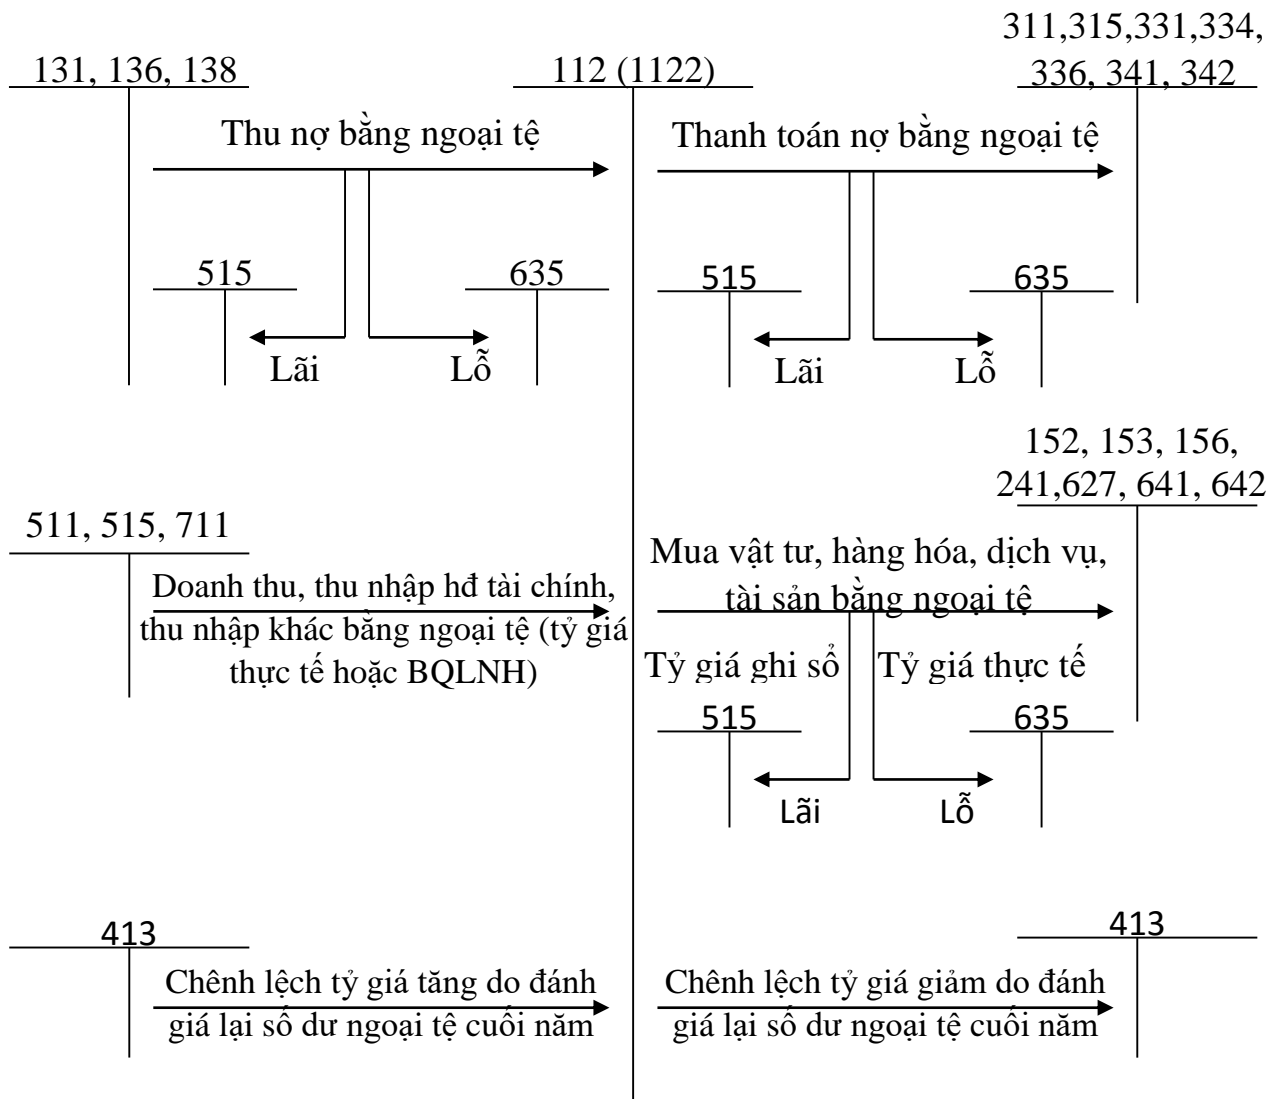 311,315,331,334,
131, 136, 138
112 (1122)
336, 341, 342
Thu nợ bằng ngoại tệ
Thanh toán nợ bằng ngoại tệ
515
635
515
635
Lãi
Lỗ
Lãi
Lỗ
152, 153, 156,
241,627, 641, 642
511, 515, 711
Doanh thu, thu nhập hđ tài chính,
thu nhập khác bằng ngoại tệ (tỷ giá
thực tế hoặc BQLNH)
Mua vật tư, hàng hóa, dịch vụ,
tài sản bằng ngoại tệ
Tỷ giá ghi sổ
Tỷ giá thực tế
515
635
Lãi
Lỗ
413
413
Chênh lệch tỷ giá tăng do đánh
giá lại số dư ngoại tệ cuối năm
Chênh lệch tỷ giá giảm do đánh
giá lại số dư ngoại tệ cuối năm